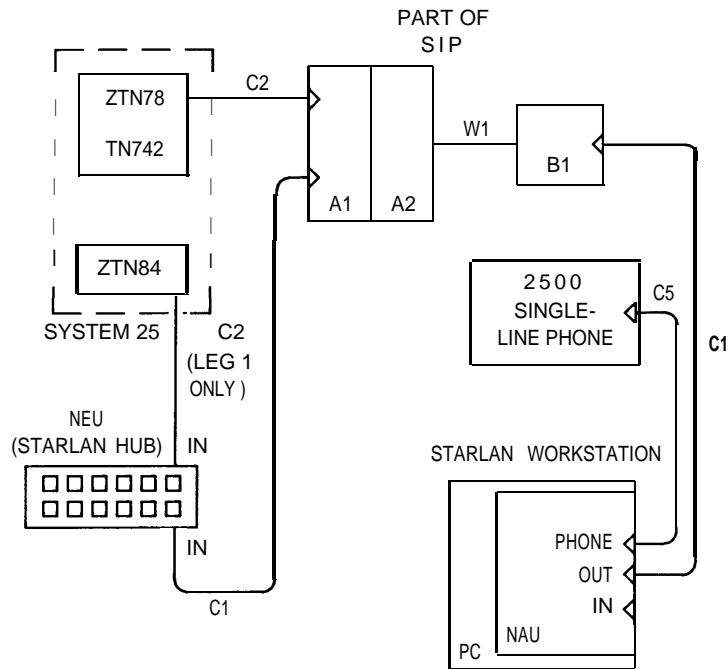 PART OF
SIP
ZTN78
TN742
C2
A1
A2
W1
B1
ZTN84
SYSTEM 25
C2
(LEG 1
ONLY)
2500
SINGLE-
LINE PHONE
C5
C1
NEU
(STARLAN HUB)
IN
IN
C1
STARLAN WORKSTATION
PHONE
OUT
IN
NAU
PC